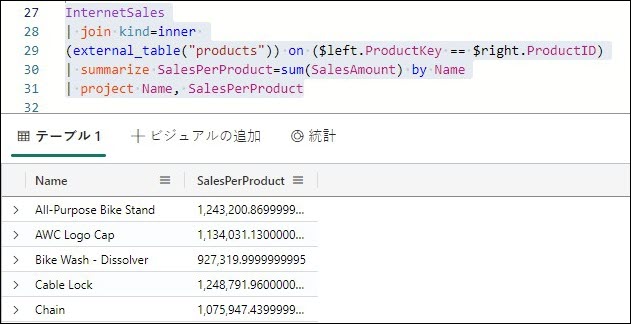 27 InternetSales
28 | join kind=inner
29 (external_table("products")) on ($left.ProductKey == $right.ProductID)
30 | summarize SalesPerProduct=sum(SalesAmount) by Name
31 | project Name, SalesPerProduct
32
テーブル 1 ビジュアルの追加 統計
Name SalesPerProduct
All-Purpose Bike Stand 1,243,200.8699999...
AWC Logo Cap 1,134,031.1300000...
Bike Wash - Dissolver 927,319.9999999995
Cable Lock 1,248,791.9600000...
Chain 1,075,947.4399999...